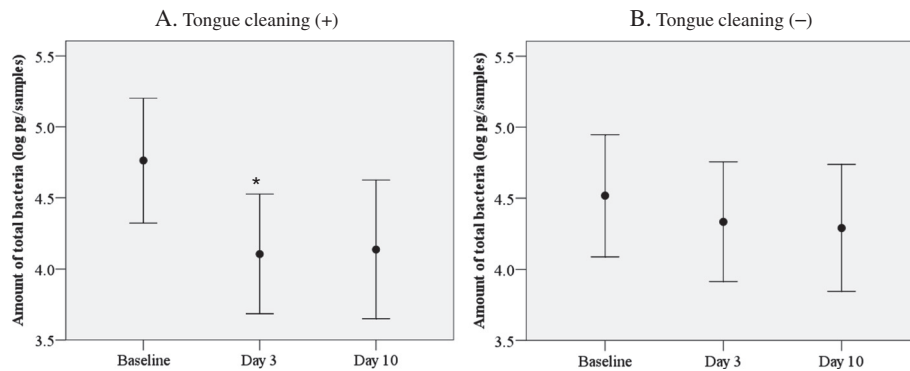 A. Tongue cleaning (+)
Amount of total bacteria (log pg/samples)
5.5
5.0
4.5
4.0
3.5
*
Baseline
Day 3
Day 10
B. Tongue cleaning (−)
Amount of total bacteria (log pg/samples)
5.5
5.0
4.5
4.0
3.5
Baseline
Day 3
Day 10